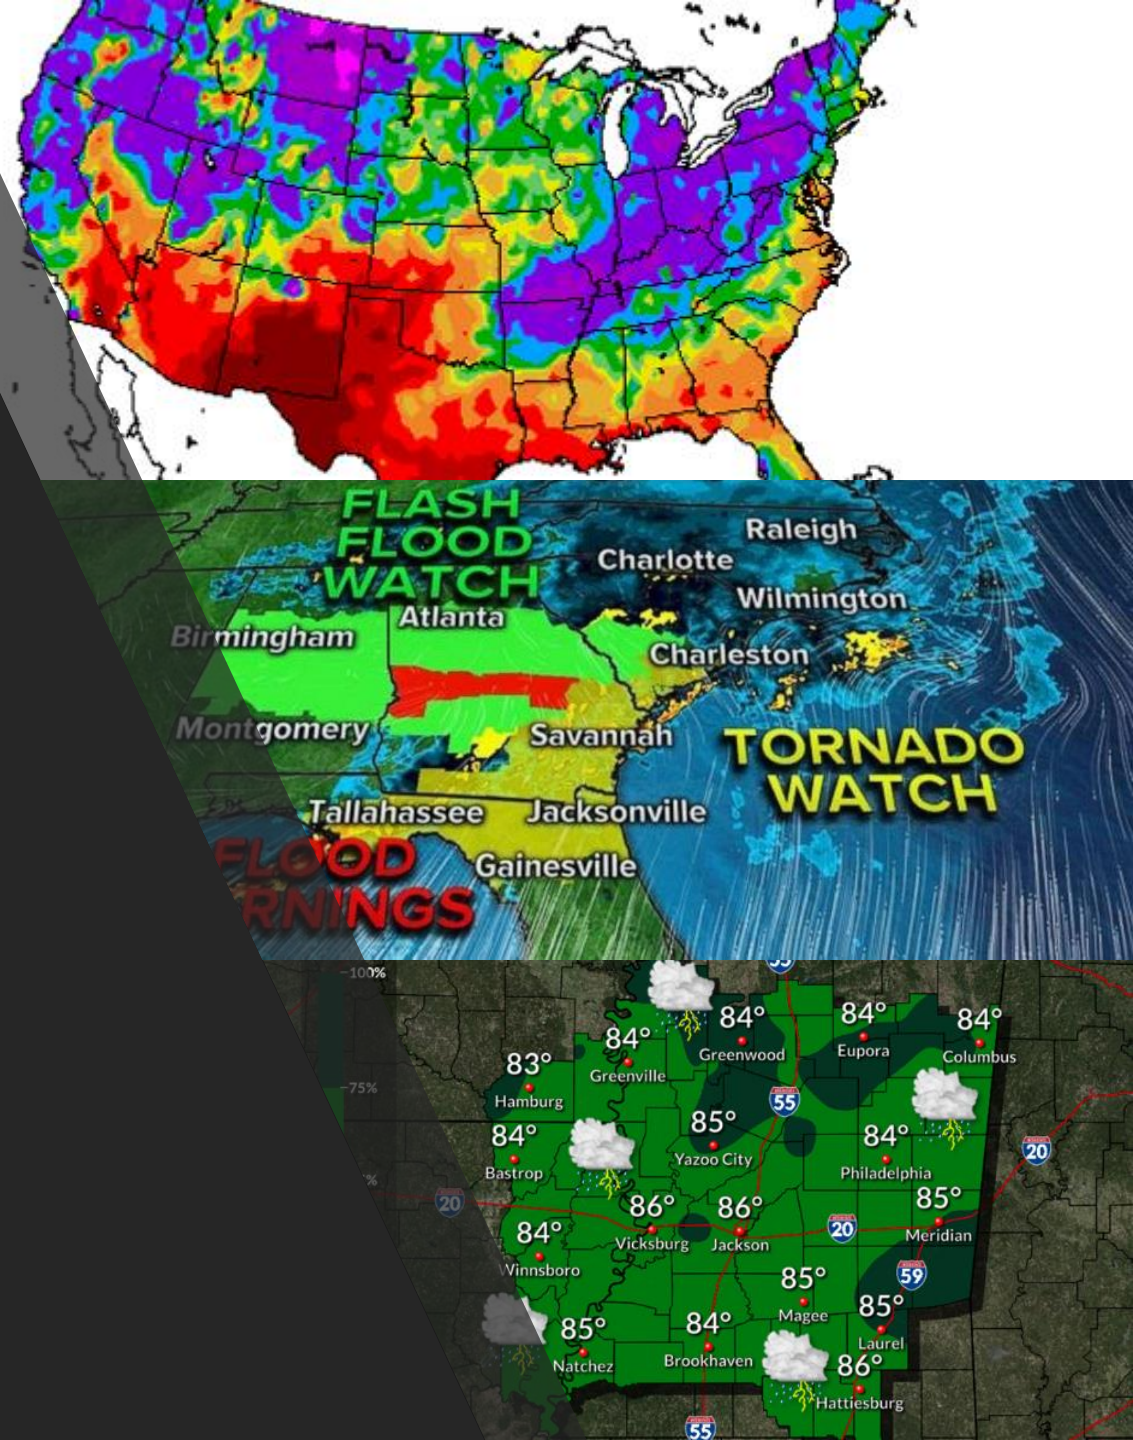 FLASH
FLOOD
WATCH
Raleigh
Charlotte
Wilmington
Atlanta
Birmingham
Charleston
Montgomery
Savannah
TORNADO
WATCH
Tallahassee
Jacksonville
FLOOD
RNINGS
Gainesville
100%
55
84°
Greenwood
84°
Eupora
84°
Columbus
84°
Greenville
83°
Hamburg
75%
55
85°
Yazoo City
84°
Bastrop
84°
Philadelphia
20
%
20
86°
Vicksburg
86°
Jackson
20
85°
Meridian
84°
Winnsboro
59
85°
Magee
85°
Laurel
85°
Natchez
84°
Brookhaven
86°
Hattiesburg
55